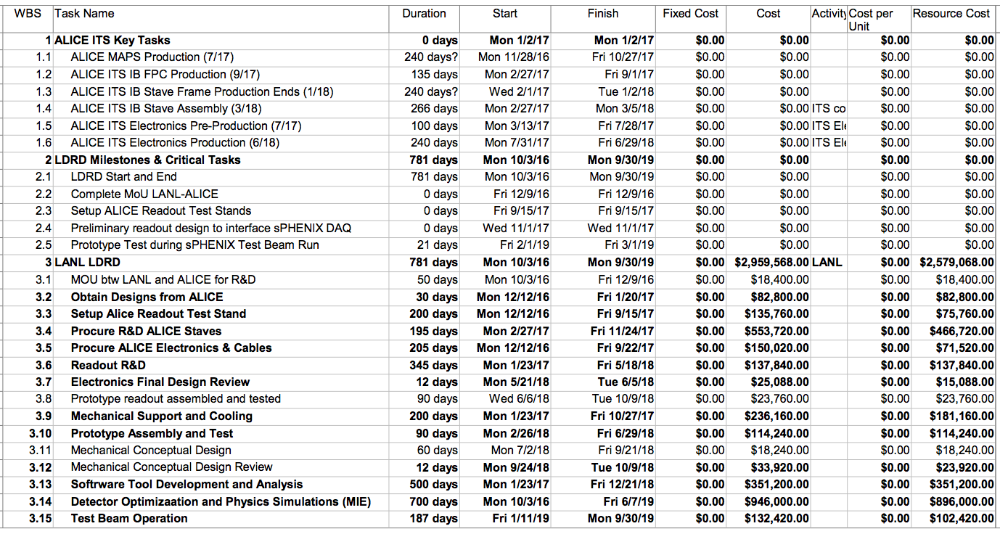 WBS Task Name Duration Start Finish Fixed Cost Cost Activity Cost per Unit Resource Cost
1 ALICE ITS Key Tasks 0 days Mon 1/2/17 Mon 1/2/17 $0.00 $0.00 $0.00 $0.00
1.1 ALICE MAPS Production (7/17) 240 days? Mon 11/28/16 Fri 10/27/17 $0.00 $0.00 $0.00 $0.00
1.2 ALICE ITS IB FPC Production (9/17) 135 days Mon 2/27/17 Fri 9/1/17 $0.00 $0.00 $0.00 $0.00
1.3 ALICE ITS IB Stave Frame Production Ends (1/18) 240 days? Wed 2/1/17 Tue 1/2/18 $0.00 $0.00 $0.00 $0.00
1.4 ALICE ITS IB Stave Assembly (3/18) 266 days Mon 2/27/17 Mon 3/5/18 $0.00 $0.00 ITS co $0.00 $0.00
1.5 ALICE ITS Electronics Pre-Production (7/17) 100 days Mon 3/13/17 Fri 7/28/17 $0.00 $0.00 ITS Ele $0.00 $0.00
1.6 ALICE ITS Electronics Production (6/18) 240 days Mon 7/31/17 Fri 6/29/18 $0.00 $0.00 ITS Ele $0.00 $0.00
2 LDRD Milestones & Critical Tasks 781 days Mon 10/3/16 Mon 9/30/19 $0.00 $0.00 $0.00 $0.00
2.1 LDRD Start and End 781 days Mon 10/3/16 Mon 9/30/19 $0.00 $0.00 $0.00 $0.00
2.2 Complete MoU LANL-ALICE 0 days Fri 12/9/16 Fri 12/9/16 $0.00 $0.00 $0.00 $0.00
2.3 Setup ALICE Readout Test Stands 0 days Fri 9/15/17 Fri 9/15/17 $0.00 $0.00 $0.00 $0.00
2.4 Preliminary readout design to interface sPHENIX DAQ 0 days Wed 11/1/17 Wed 11/1/17 $0.00 $0.00 $0.00 $0.00
2.5 Prototype Test during sPHENIX Test Beam Run 21 days Fri 2/1/19 Fri 3/1/19 $0.00 $0.00 $0.00 $0.00
3 LANL LDRD 781 days Mon 10/3/16 Mon 9/30/19 $0.00 $2,959,568.00 LANL $0.00 $2,579,068.00
3.1 MOU btw LANL and ALICE for R&D 50 days Mon 10/3/16 Fri 12/9/16 $0.00 $18,400.00 $0.00 $18,400.00
3.2 Obtain Designs from ALICE 30 days Mon 12/12/16 Fri 1/20/17 $0.00 $82,800.00 $0.00 $82,800.00
3.3 Setup Alice Readout Test Stand 200 days Mon 12/12/16 Fri 9/15/17 $0.00 $135,760.00 $0.00 $75,760.00
3.4 Procure R&D ALICE Staves 195 days Mon 2/27/17 Fri 11/24/17 $0.00 $553,720.00 $0.00 $466,720.00
3.5 Procure ALICE Electronics & Cables 205 days Mon 12/12/16 Fri 9/22/17 $0.00 $150,020.00 $0.00 $71,520.00
3.6 Readout R&D 345 days Mon 1/23/17 Fri 5/18/18 $0.00 $137,840.00 $0.00 $137,840.00
3.7 Electronics Final Design Review 12 days Mon 5/21/18 Tue 6/5/18 $0.00 $25,088.00 $0.00 $15,088.00
3.8 Prototype readout assembled and tested 90 days Wed 6/6/18 Tue 10/9/18 $0.00 $23,760.00 $0.00 $23,760.00
3.9 Mechanical Support and Cooling 200 days Mon 1/23/17 Fri 10/27/17 $0.00 $236,160.00 $0.00 $181,160.00
3.10 Prototype Assembly and Test 90 days Mon 2/26/18 Fri 6/29/18 $0.00 $114,240.00 $0.00 $114,240.00
3.11 Mechanical Conceptual Design 60 days Mon 7/2/18 Fri 9/21/18 $0.00 $18,240.00 $0.00 $18,240.00
3.12 Mechanical Conceptual Design Review 12 days Mon 9/24/18 Tue 10/9/18 $0.00 $33,920.00 $0.00 $23,920.00
3.13 Softrware Tool Development and Analysis 500 days Mon 1/23/17 Fri 12/21/18 $0.00 $351,200.00 $0.00 $351,200.00
3.14 Detector Optimizaation and Physics Simulations (MIE) 700 days Mon 10/3/16 Fri 6/7/19 $0.00 $946,000.00 $0.00 $896,000.00
3.15 Test Beam Operation 187 days Fri 1/11/19 Mon 9/30/19 $0.00 $132,420.00 $0.00 $102,420.00